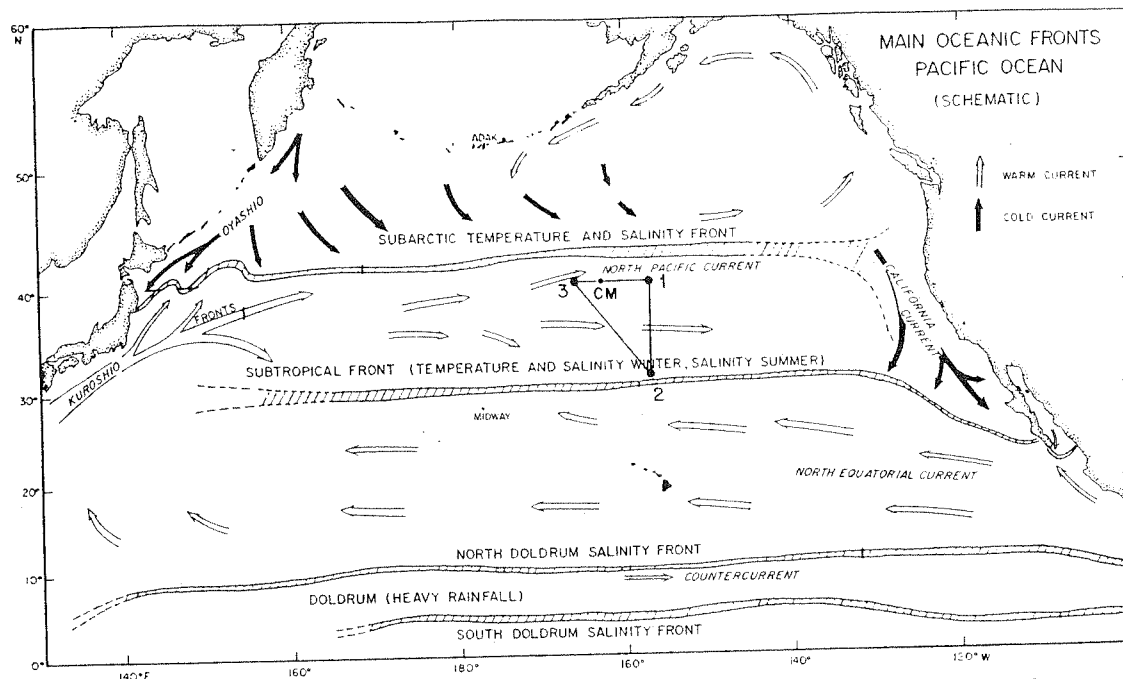 60°
N
MAIN OCEANIC FRONTS
PACIFIC OCEAN
(SCHEMATIC)
ADAK
50°
WARM CURRENT
OYASHIO
COLD CURRENT
SUBARCTIC TEMPERATURE AND SALINITY FRONT
NORTH PACIFIC CURRENT
1
3
CM
40°
CALIFORNIA
CURRENT
FRONTS
KUROSHIO
SUBTROPICAL FRONT (TEMPERATURE AND SALINITY WINTER, SALINITY SUMMER)
2
30°
MIDWAY
NORTH EQUATORIAL CURRENT
20°
NORTH DOLDRUM SALINITY FRONT
COUNTERCURRENT
10°
DOLDRUM (HEAVY RAINFALL)
SOUTH DOLDRUM SALINITY FRONT
0°
140°E 160° 180° 160° 140° 120°W